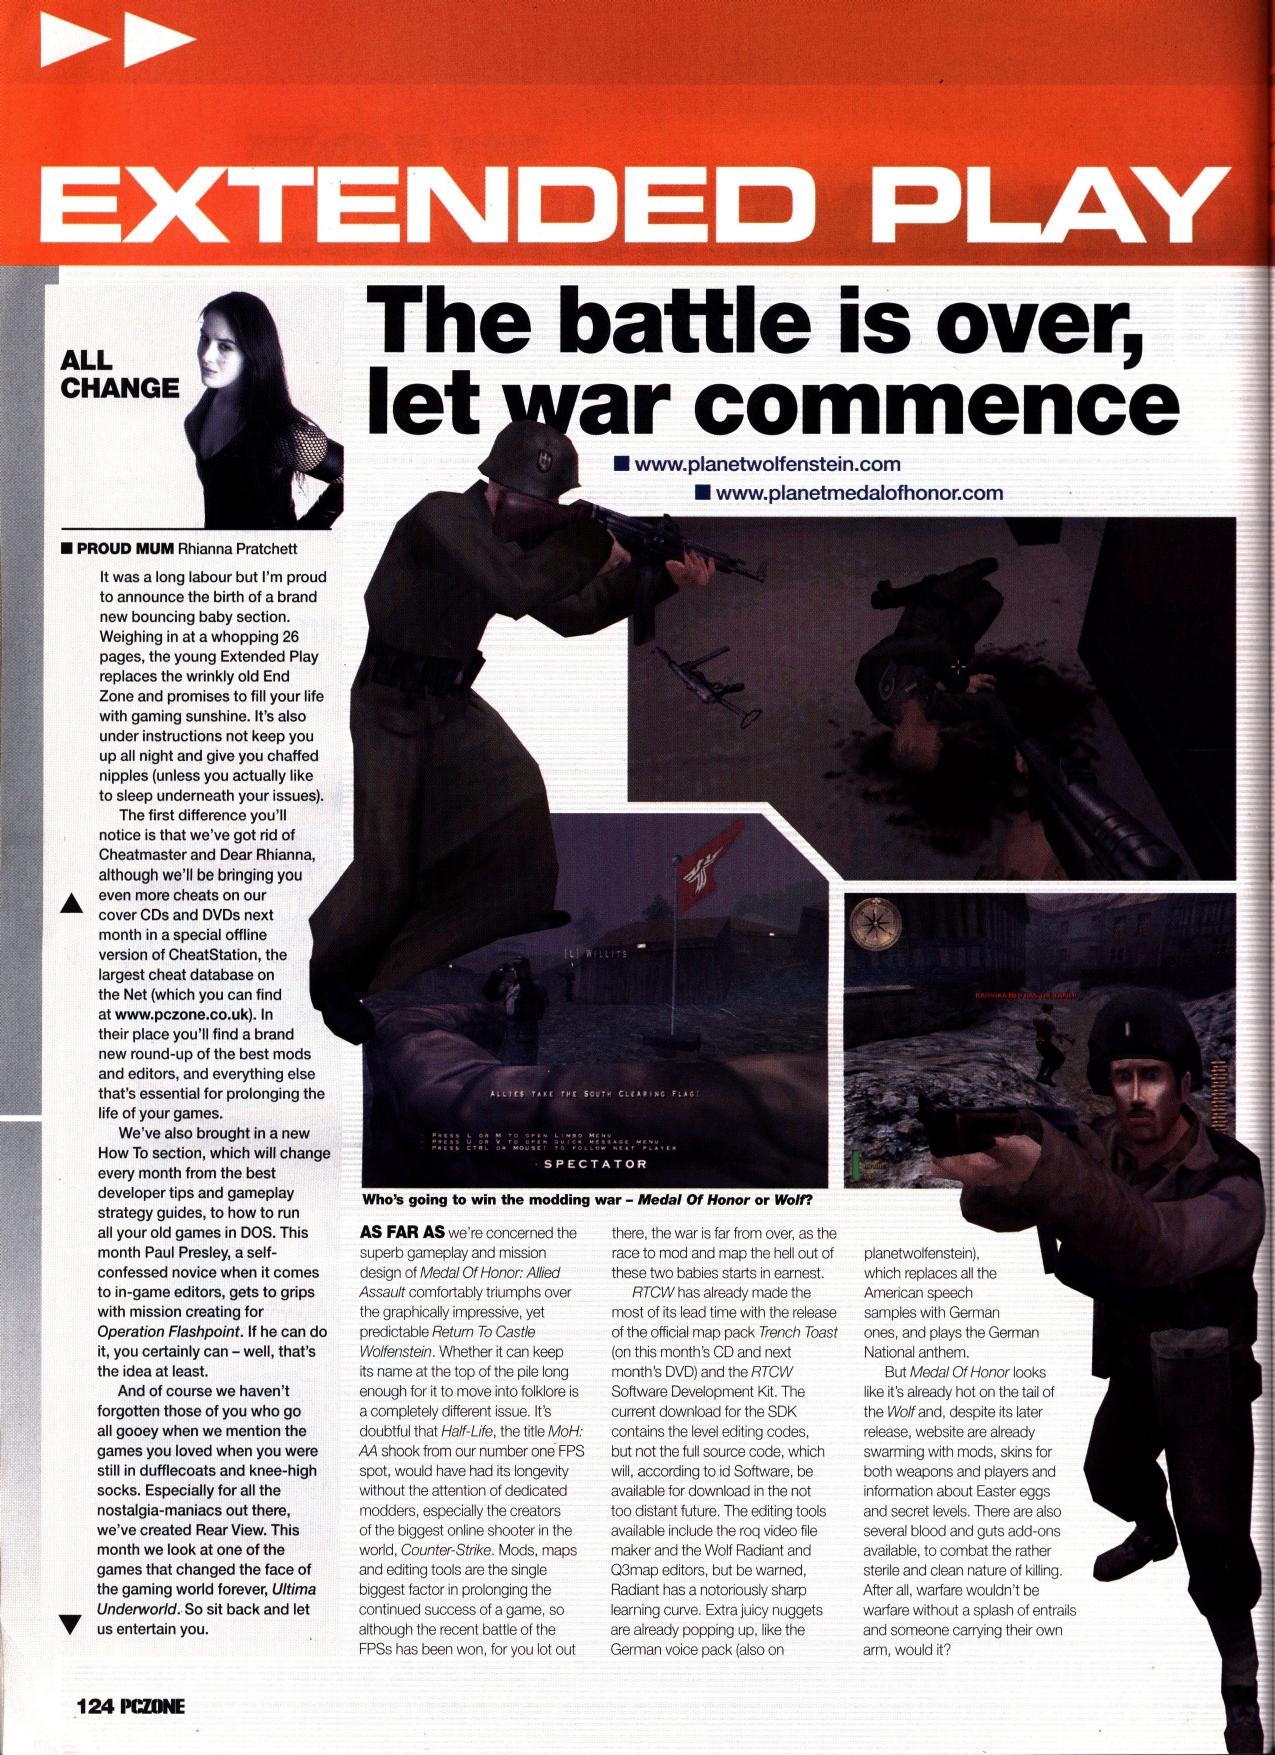 EXTENDED PLAY
ALL
CHANGE
■ PROUD MUM Rhianna Pratchett
It was a long labour but I'm proud
to announce the birth of a brand
new bouncing baby section.
Weighing in at a whopping 26
pages, the young Extended Play
replaces the wrinkly old End
Zone and promises to fill your life
with gaming sunshine. It's also
under instructions not keep you
up all night and give you chaffed
nipples (unless you actually like
to sleep underneath your issues).
The first difference you'll
notice is that we've got rid of
Cheatmaster and Dear Rhianna,
although we'll be bringing you
even more cheats on our
cover CDs and DVDs next
month in a special offline
version of CheatStation, the
largest cheat database on
the Net (which you can find
at www.pczone.co.uk). In
their place you'll find a brand
new round-up of the best mods
and editors, and everything else
that's essential for prolonging the
life of your games.
We've also brought in a new
How To section, which will change
every month from the best
developer tips and gameplay
strategy guides, to how to run
all your old games in DOS. This
month Paul Presley, a self-
confessed novice when it comes
to in-game editors, gets to grips
with mission creating for
Operation Flashpoint. If he can do
it, you certainly can – well, that's
the idea at least.
And of course we haven't
forgotten those of you who go
all gooey when we mention the
games you loved when you were
still in dufflecoats and knee-high
socks. Especially for all the
nostalgia-maniacs out there,
we've created Rear View. This
month we look at one of the
games that changed the face of
the gaming world forever, Ultima
Underworld. So sit back and let
us entertain you.
The battle is over,
let war commence
■ www.planetwolfenstein.com
■ www.planetmedalofhonor.com
[L] WILLITS
ALLIES TAKE THE SOUTH CLEARING FLAG!
PRESS L OR M TO OPEN LIMBO MENU
PRESS U OR V TO OPEN QUICK MESSAGE MENU
PRESS CTRL OR MOUSE1 TO FOLLOW NEXT PLAYER
SPECTATOR
Who's going to win the modding war – Medal Of Honor or Wolf?
AS FAR AS we're concerned the
superb gameplay and mission
design of Medal Of Honor: Allied
Assault comfortably triumphs over
the graphically impressive, yet
predictable Return To Castle
Wolfenstein. Whether it can keep
its name at the top of the pile long
enough for it to move into folklore is
a completely different issue. It's
doubtful that Half-Life, the title MoH:
AA shook from our number one FPS
spot, would have had its longevity
without the attention of dedicated
modders, especially the creators
of the biggest online shooter in the
world, Counter-Strike. Mods, maps
and editing tools are the single
biggest factor in prolonging the
continued success of a game, so
although the recent battle of the
FPSs has been won, for you lot out
there, the war is far from over, as the
race to mod and map the hell out of
these two babies starts in earnest.
RTCW has already made the
most of its lead time with the release
of the official map pack Trench Toast
(on this month's CD and next
month's DVD) and the RTCW
Software Development Kit. The
current download for the SDK
contains the level editing codes,
but not the full source code, which
will, according to id Software, be
available for download in the not
too distant future. The editing tools
available include the roq video file
maker and the Wolf Radiant and
Q3map editors, but be warned,
Radiant has a notoriously sharp
learning curve. Extra juicy nuggets
are already popping up, like the
German voice pack (also on
planetwolfenstein),
which replaces all the
American speech
samples with German
ones, and plays the German
National anthem.
But Medal Of Honor looks
like it's already hot on the tail of
the Wolf and, despite its later
release, website are already
swarming with mods, skins for
both weapons and players and
information about Easter eggs
and secret levels. There are also
several blood and guts add-ons
available, to combat the rather
sterile and clean nature of killing.
After all, warfare wouldn't be
warfare without a splash of entrails
and someone carrying their own
arm, would it?
124 PCZONE